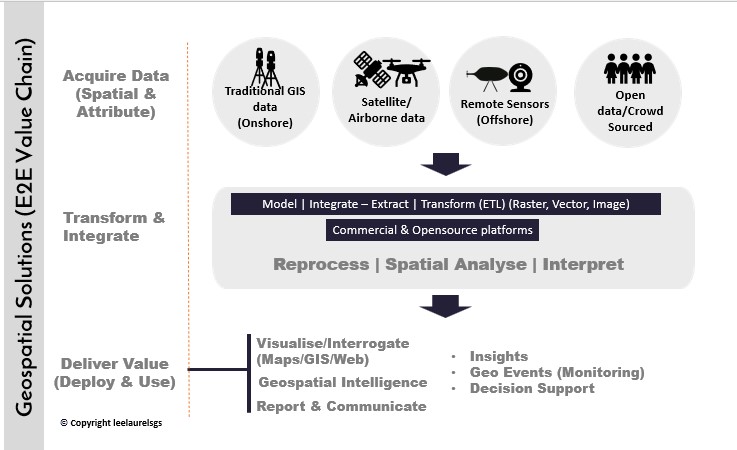 Geospatial Solutions (E2E Value Chain)
Acquire Data
(Spatial &
Attribute)
Traditional GIS
data
(Onshore)
Satellite/
Airborne data
Remote Sensors
(Offshore)
Open
data/Crowd
Sourced
Transform &
Integrate
Model | Integrate – Extract | Transform (ETL) (Raster, Vector, Image)
Commercial & Opensource platforms
Reprocess | Spatial Analyse | Interpret
Deliver Value
(Deploy & Use)
Visualise/Interrogate
(Maps/GIS/Web)
Geospatial Intelligence
Report & Communicate
• Insights
• Geo Events (Monitoring)
• Decision Support
© Copyright leelaurelsgs